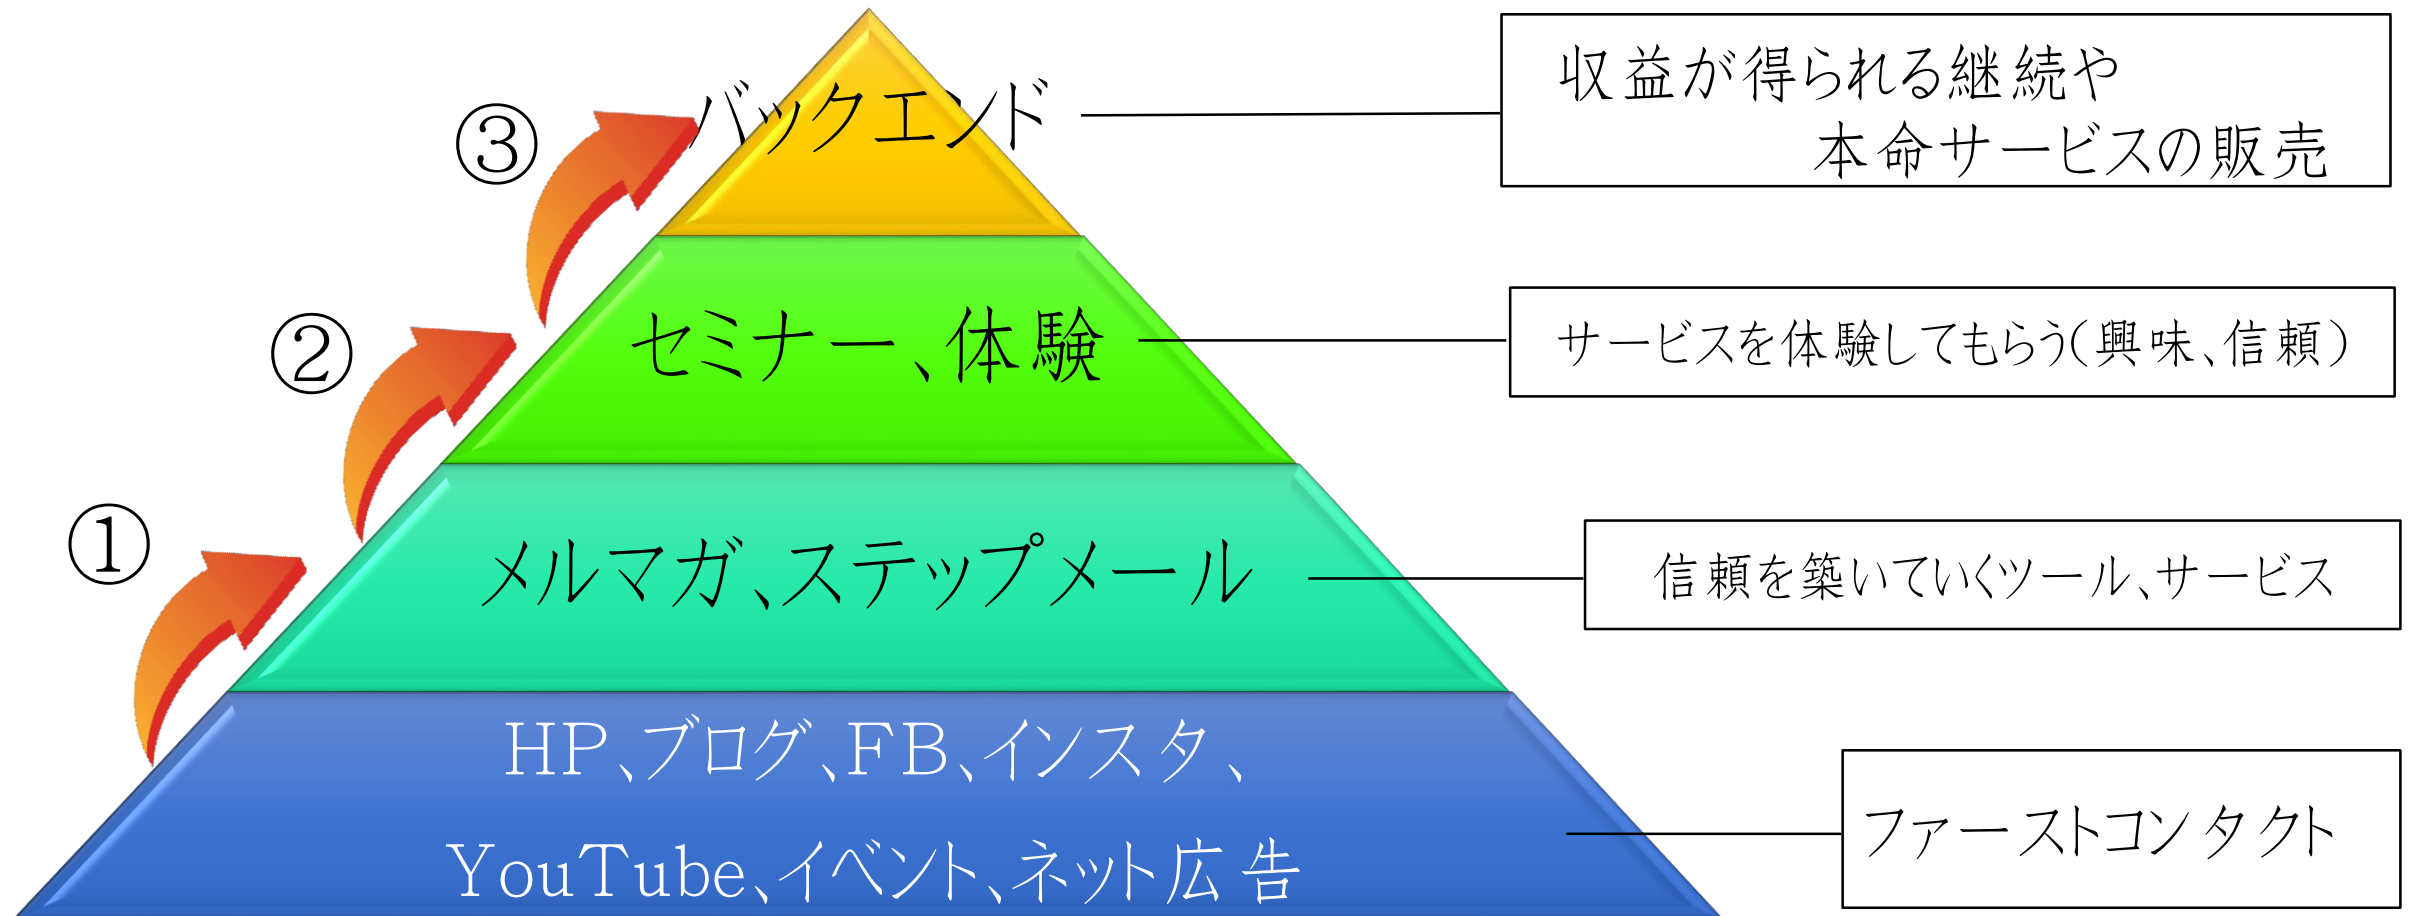 バックエンド
収益が得られる継続や
本命サービスの販売
③
セミナー、体験
サービスを体験してもらう(興味、信頼)
②
メルマガ、ステップメール
信頼を築いていくツール、サービス
①
HP、ブログ、FB、インスタ、
YouTube、イベント、ネット広告
ファーストコンタクト